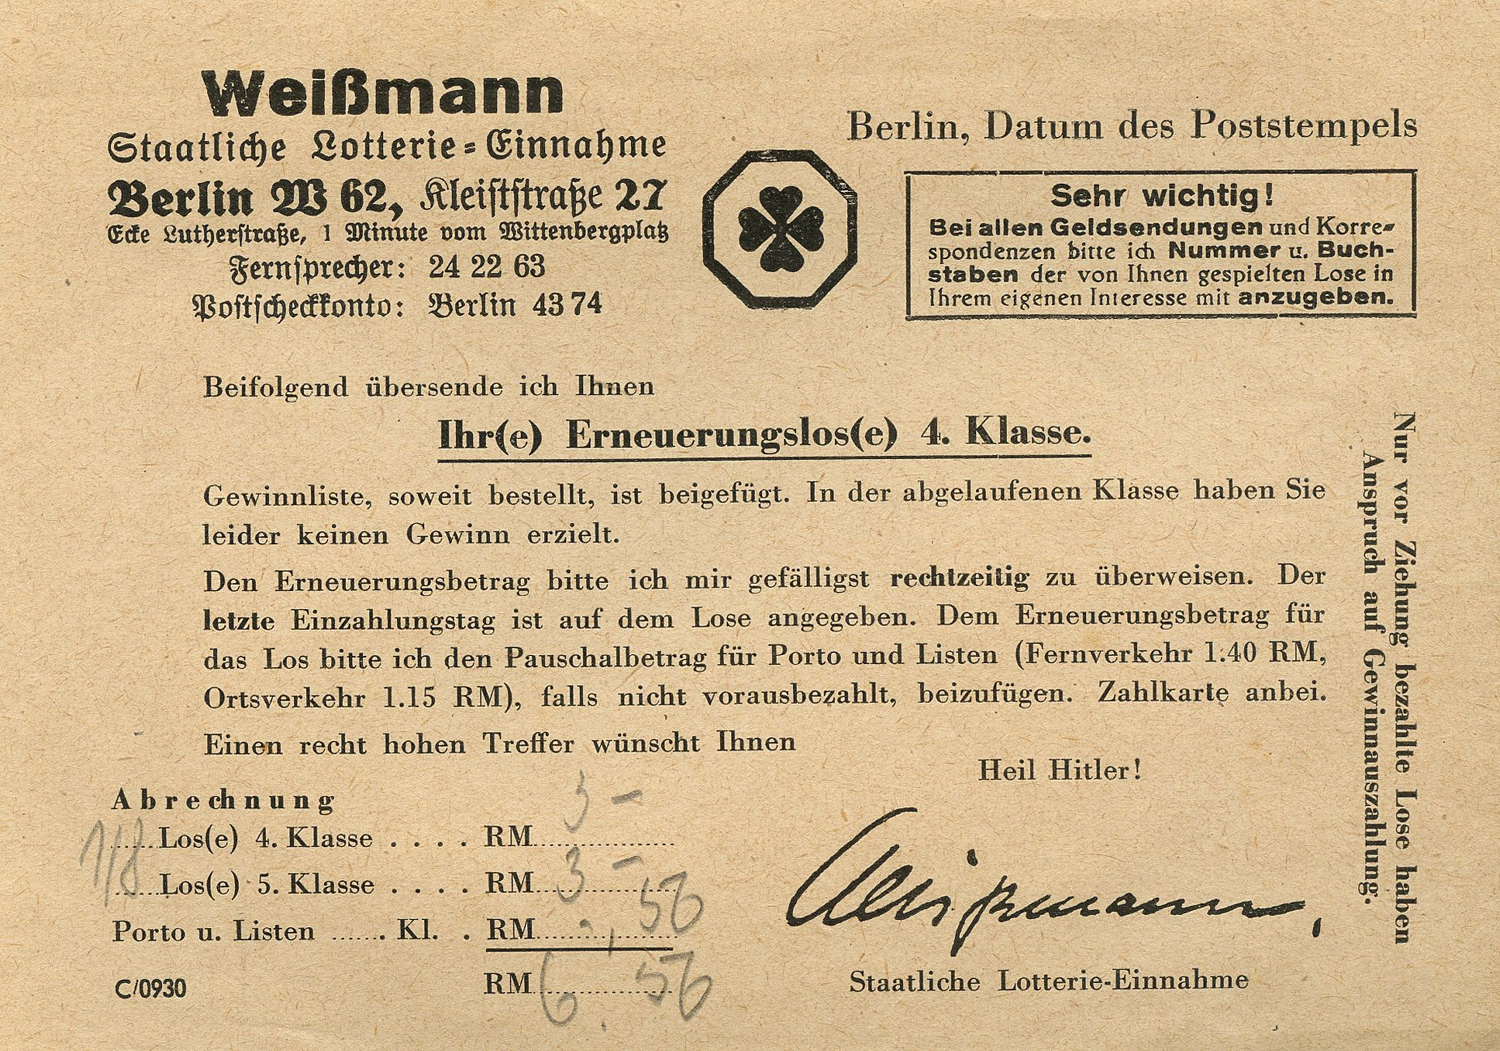 Weißmann
Staatliche Lotterie-Einnahme
Berlin W 62, Kleiststraße 27
Ecke Lutherstraße, 1 Minute vom Wittenbergplatz
Fernsprecher: 24 22 63
Postscheckkonto: Berlin 43 74
Berlin, Datum des Poststempels
Sehr wichtig!
Bei allen Geldsendungen und Korre-
spondenzen bitte ich Nummer u. Buch-
staben der von Ihnen gespielten Lose in
Ihrem eigenen Interesse mit anzugeben.
Beifolgend übersende ich Ihnen
Ihr(e) Erneuerungslos(e) 4. Klasse.
Gewinnliste, soweit bestellt, ist beigefügt. In der abgelaufenen Klasse haben Sie
leider keinen Gewinn erzielt.
Den Erneuerungsbetrag bitte ich mir gefälligst rechtzeitig zu überweisen. Der
letzte Einzahlungstag ist auf dem Lose angegeben. Dem Erneuerungsbetrag für
das Los bitte ich den Pauschalbetrag für Porto und Listen (Fernverkehr 1.40 RM,
Ortsverkehr 1.15 RM), falls nicht vorausbezahlt, beizufügen. Zahlkarte anbei.
Einen recht hohen Treffer wünscht Ihnen
Heil Hitler!
Nur vor Ziehung bezahlte Lose haben
Anspruch auf Gewinnauszahlung.
Abrechnung
1/8 Los(e) 4. Klasse . . . . RM 3 -
Los(e) 5. Klasse . . . . RM 3 -
Porto u. Listen ....... Kl. . RM -,56
RM 6.56
C/0930
Weißmann,
Staatliche Lotterie-Einnahme